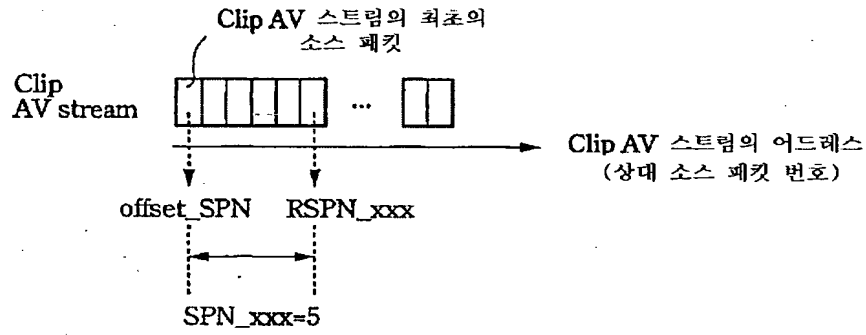 Clip AV 스트림의 최초의
소스 패킷
Clip
AV stream
...
Clip AV 스트림의 어드레스
(상대 소스 패킷 번호)
offset_SPN RSPN_xxx
SPN_xxx=5